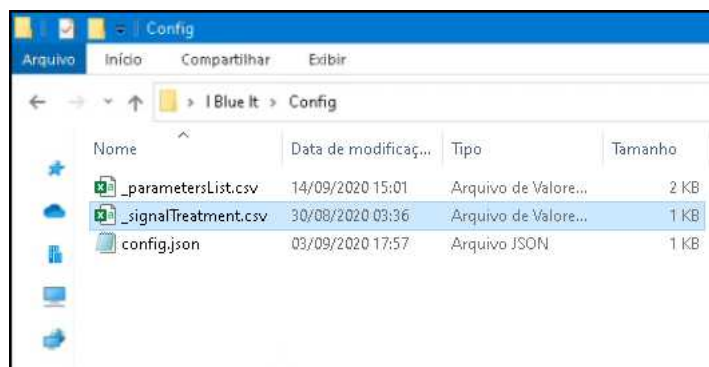 Config
Arquivo Início Compartilhar Exibir
I Blue It > Config
Nome Data de modificaç... Tipo Tamanho
_parametersList.csv 14/09/2020 15:01 Arquivo de Valore... 2 KB
_signalTreatment.csv 30/08/2020 03:36 Arquivo de Valore... 1 KB
config.json 03/09/2020 17:57 Arquivo JSON 1 KB